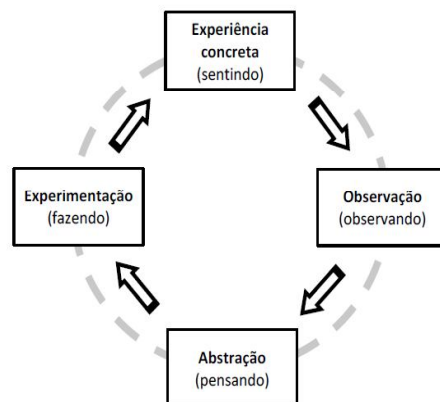 Experiência
concreta
(sentindo)
Experimentação
(fazendo)
Observação
(observando)
Abstração
(pensando)